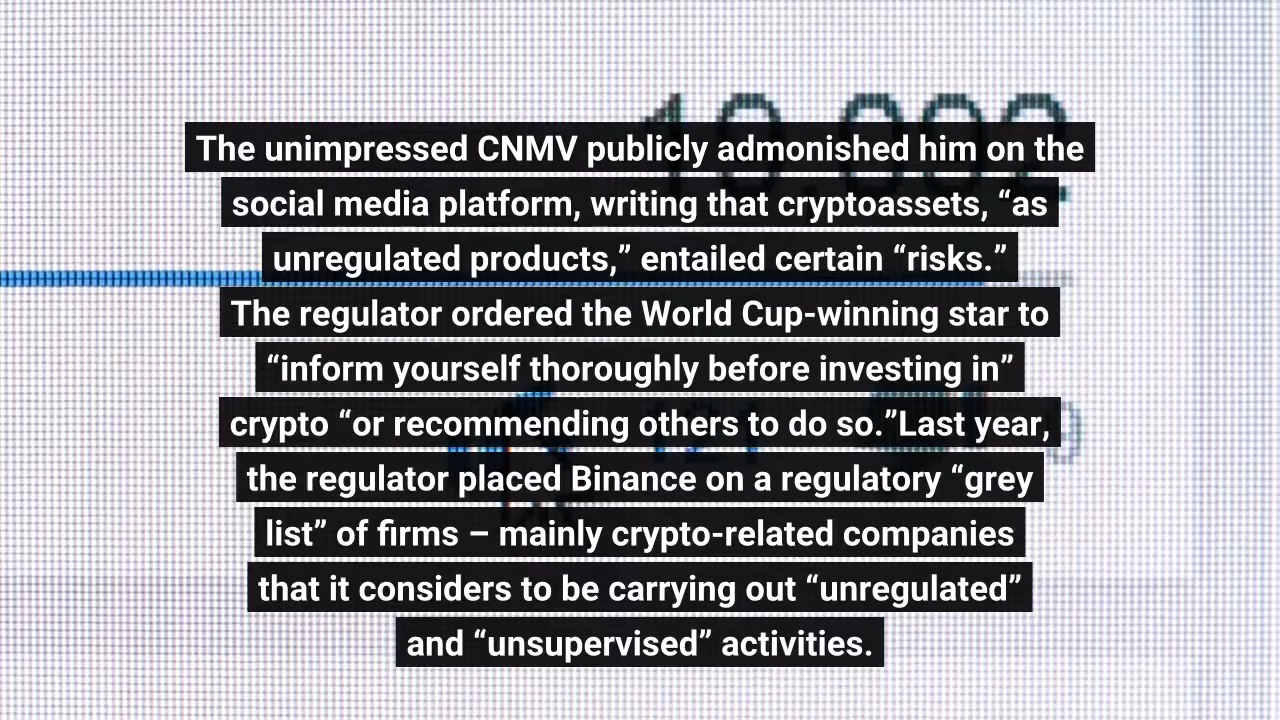 10.002
The unimpressed CNMV publicly admonished him on the
social media platform, writing that cryptoassets, “as
unregulated products,” entailed certain “risks.”
The regulator ordered the World Cup-winning star to
“inform yourself thoroughly before investing in”
crypto “or recommending others to do so.”Last year,
the regulator placed Binance on a regulatory “grey
list” of firms – mainly crypto-related companies
that it considers to be carrying out “unregulated”
and “unsupervised” activities.